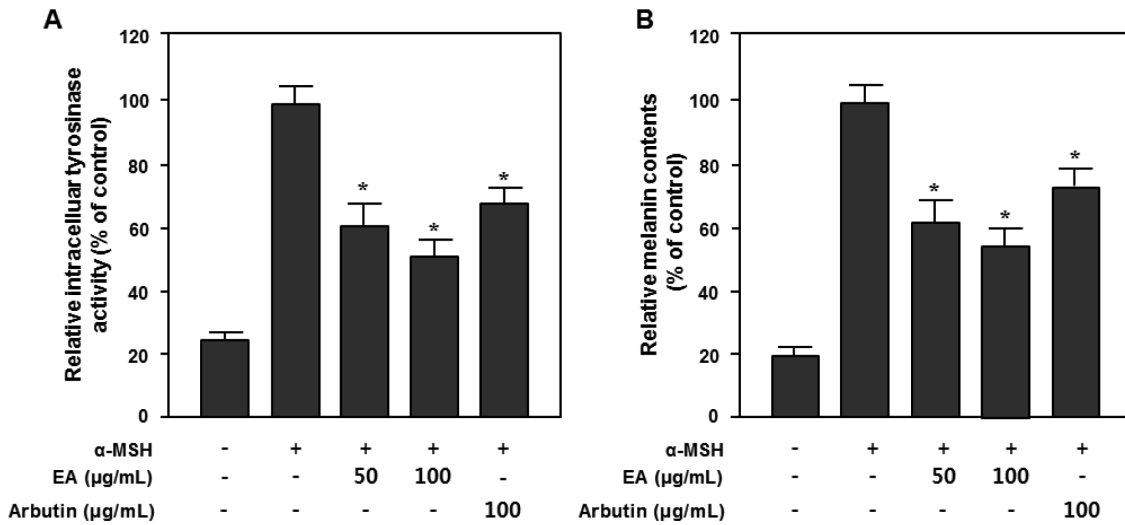 A
Relative intracelluar tyrosinase
activity (% of control)
120
100
80
60
40
20
0
*
*
*
α-MSH - + + + +
EA (µg/mL) - - 50 100 -
Arbutin (µg/mL) - - - - 100
B
Relative melanin contents
(% of control)
120
100
80
60
40
20
0
*
*
*
α-MSH - + + + +
EA (µg/mL) - - 50 100 -
Arbutin (µg/mL) - - - - 100